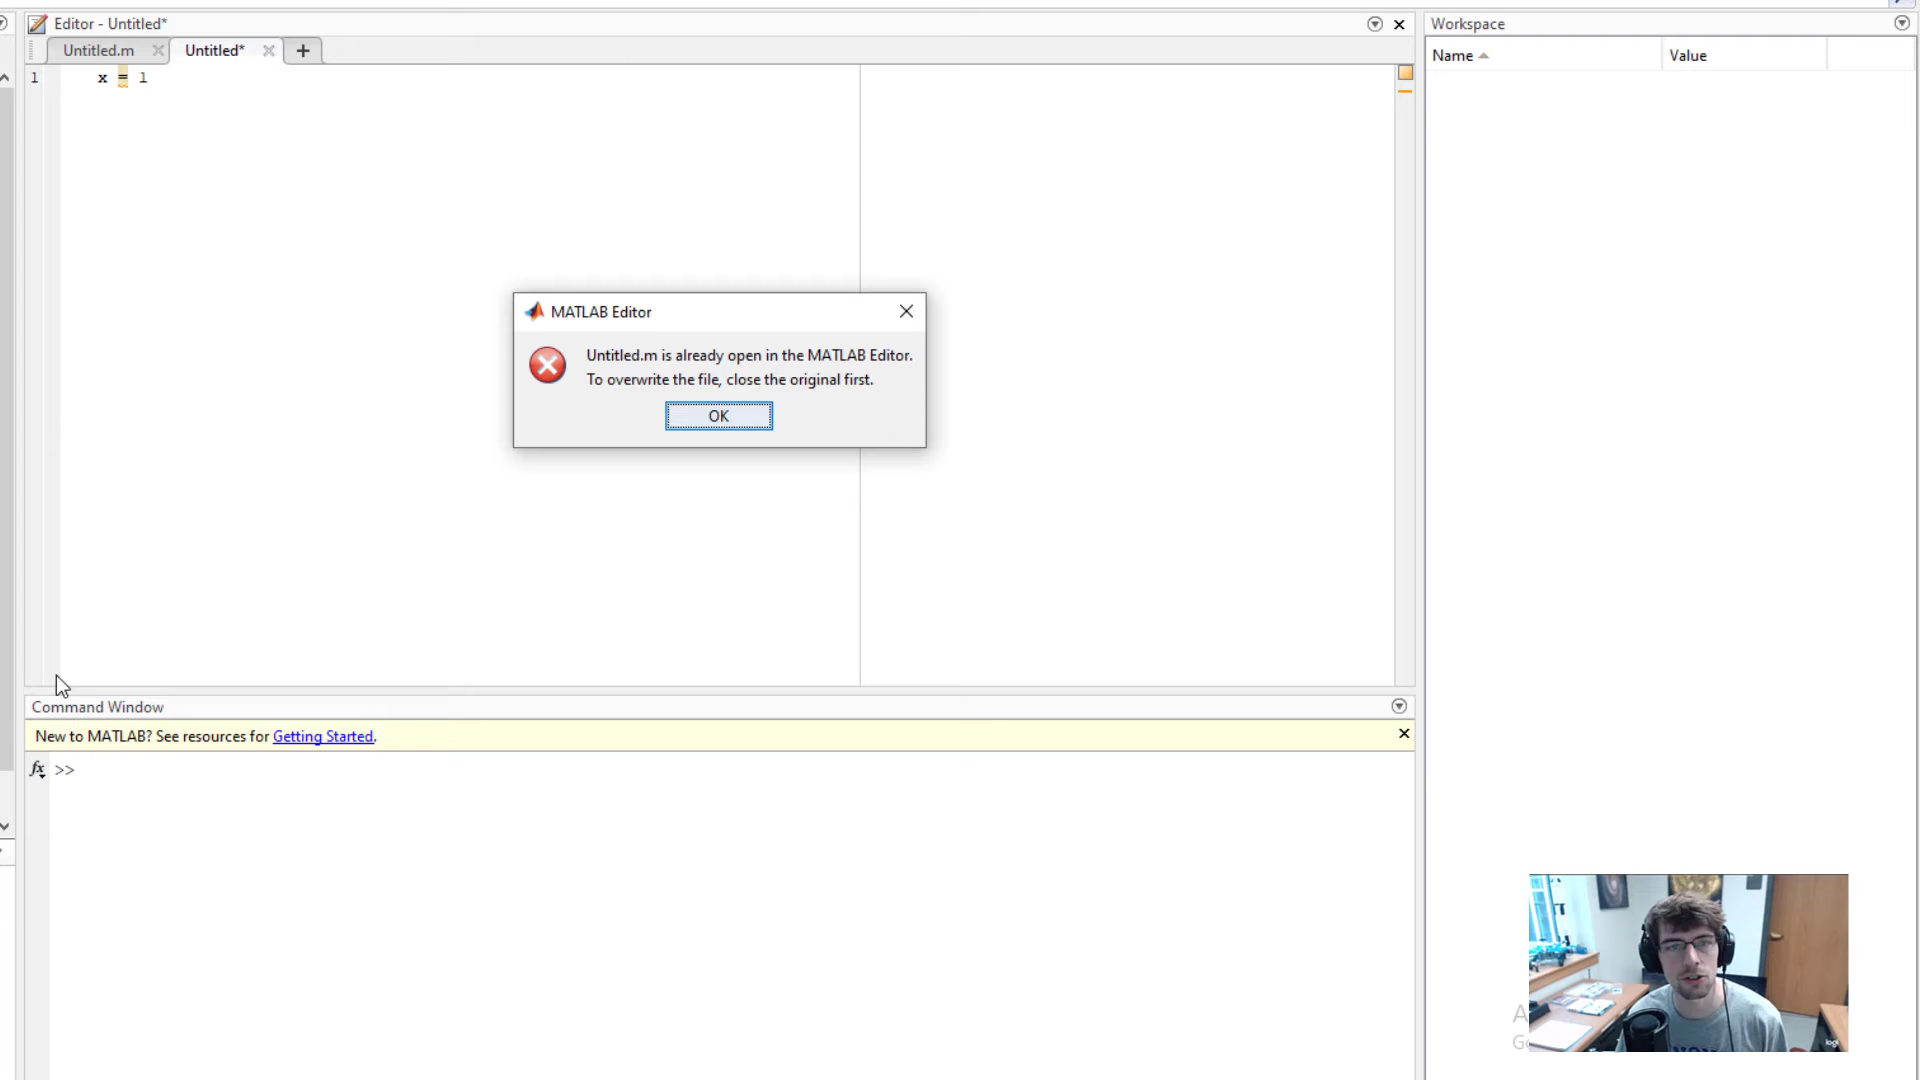 Editor - Untitled*
Untitled.m
Untitled*
+
1
x = 1
Workspace
Name
Value
MATLAB Editor
Untitled.m is already open in the MATLAB Editor.
To overwrite the file, close the original first.
OK
Command Window
New to MATLAB? See resources for Getting Started.
fx >>
logi